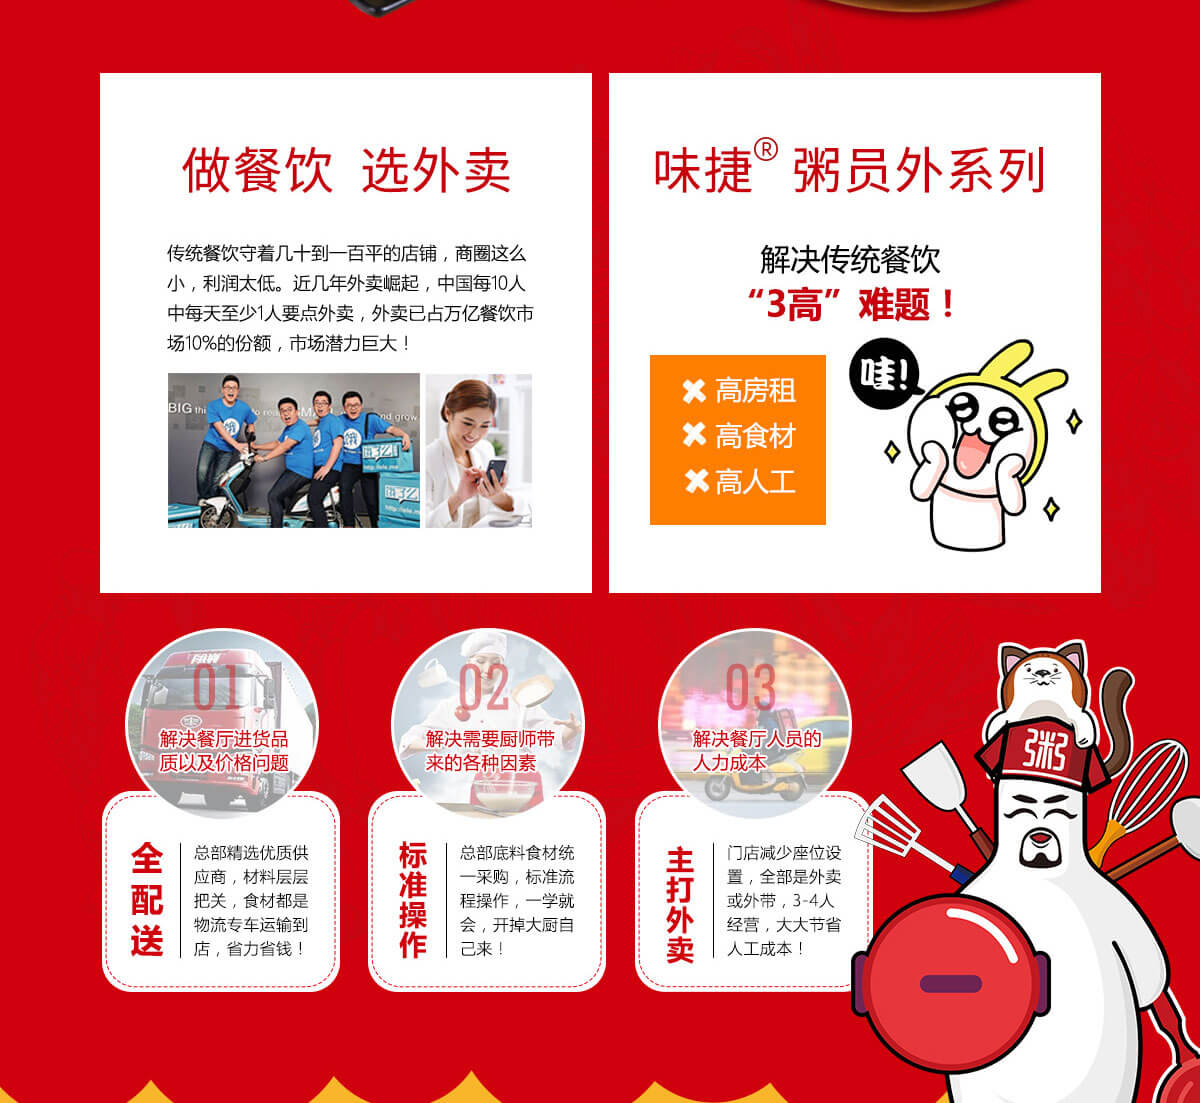 做餐饮 选外卖
传统餐饮守着几十到一百平的店铺，商圈这么
小，利润太低。近几年外卖崛起，中国每10人
中每天至少1人要点外卖，外卖已占万亿餐饮市
场10%的份额，市场潜力巨大！
味捷® 粥员外系列
解决传统餐饮
“3高”难题！
高房租
高食材
高人工
哇!
01
解决餐厅进货品
质以及价格问题
全配送
总部精选优质供
应商，材料层层
把关，食材都是
物流专车运输到
店，省力省钱！
02
解决需要厨师带
来的各种因素
标准操作
总部底料食材统
一采购，标准流
程操作，一学就
会，开掉大厨自
己来！
03
解决餐厅人员的
人力成本
主打外卖
门店减少座位设
置，全部是外卖
或外带，3-4人
经营，大大节省
人工成本！
粥